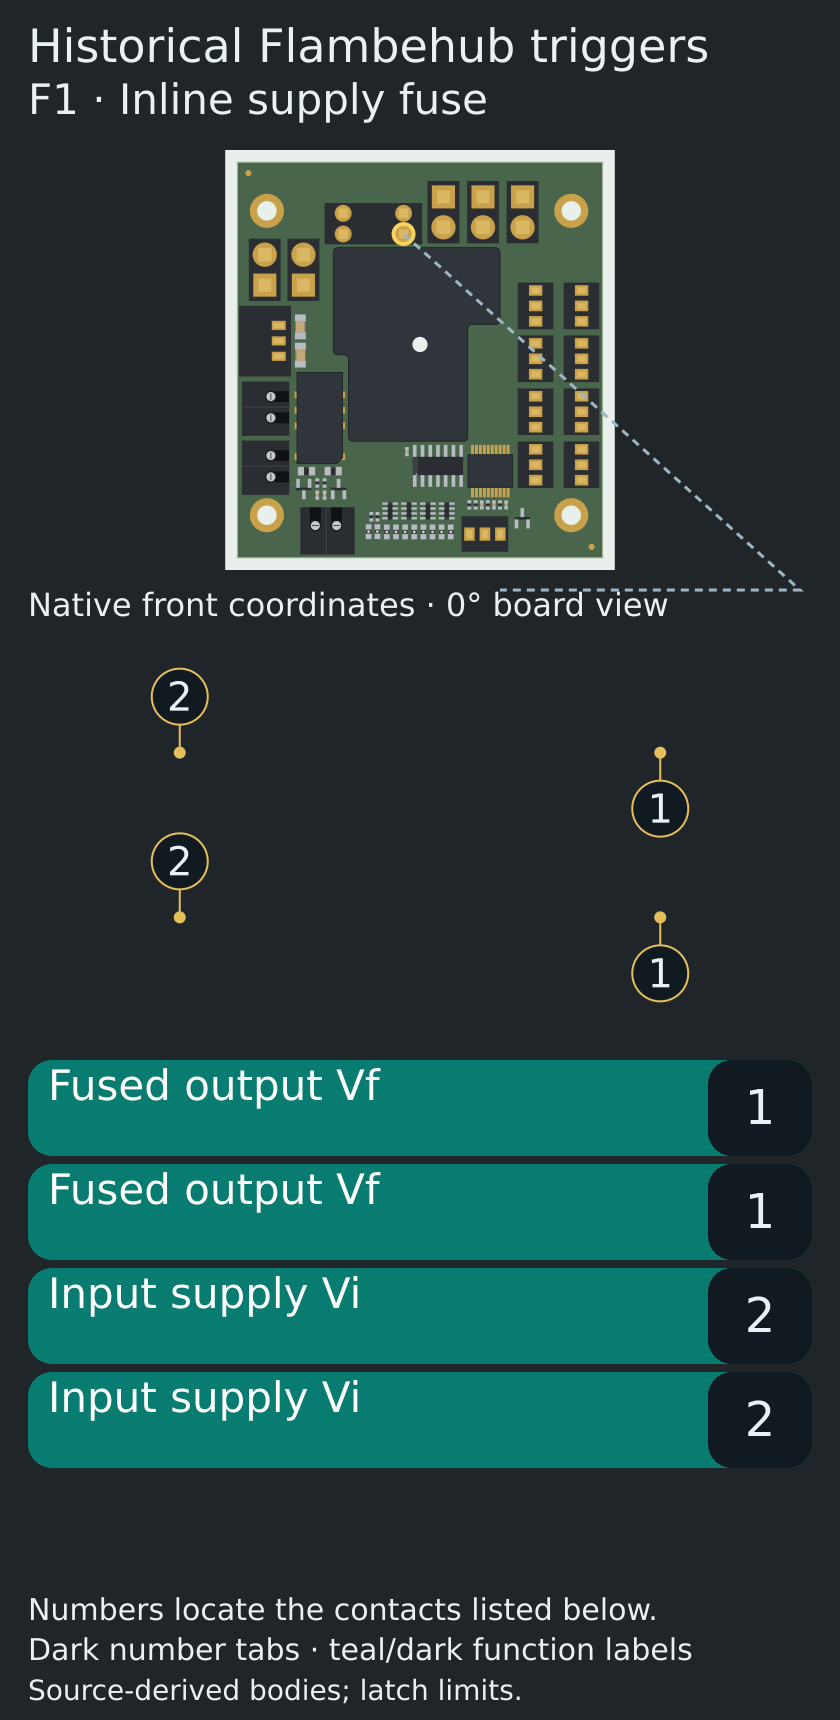 Historical Flambehub triggers
F1 · Inline supply fuse
Native front coordinates · 0° board view
2
1
2
1
Fused output Vf 1
Fused output Vf 1
Input supply Vi 2
Input supply Vi 2
Numbers locate the contacts listed below.
Dark number tabs · teal/dark function labels
Source-derived bodies; latch limits.